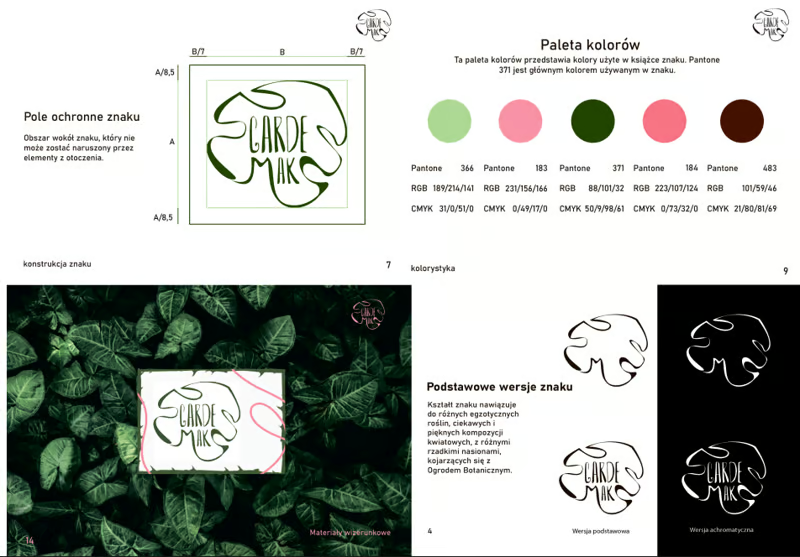 GARDE
MAK
B/7
B
B/7
A/8,5
Pole ochronne znaku
Obszar wokół znaku, który nie
może zostać naruszony przez
elementy z otoczenia.
A
GARDE
MAK
A/8,5
konstrukcja znaku
7
GARDE
MAK
Paleta kolorów
Ta paleta kolorów przedstawia kolory użyte w książce znaku. Pantone
371 jest głównym kolorem używanym w znaku.
Pantone 366
RGB 189/214/141
CMYK 31/0/51/0
Pantone 183
RGB 231/156/166
CMYK 0/49/17/0
Pantone 371
RGB 88/101/32
CMYK 50/9/98/61
Pantone 184
RGB 223/107/124
CMYK 0/73/32/0
Pantone 483
RGB 101/59/46
CMYK 21/80/81/69
kolorystyka
9
GARDE
MAK
GARDE
MAK
14
Materiały wizerunkowe
Podstawowe wersje znaku
Kształt znaku nawiązuje
do różnych egzotycznych
roślin, ciekawych i
pięknych kompozycji
kwiatowych, z różnymi
rzadkimi nasionami,
kojarzących się z
Ogrodem Botanicznym.
GARDE
MAK
GARDE
MAK
4
Wersja podstawowa
Wersja achromatyczna